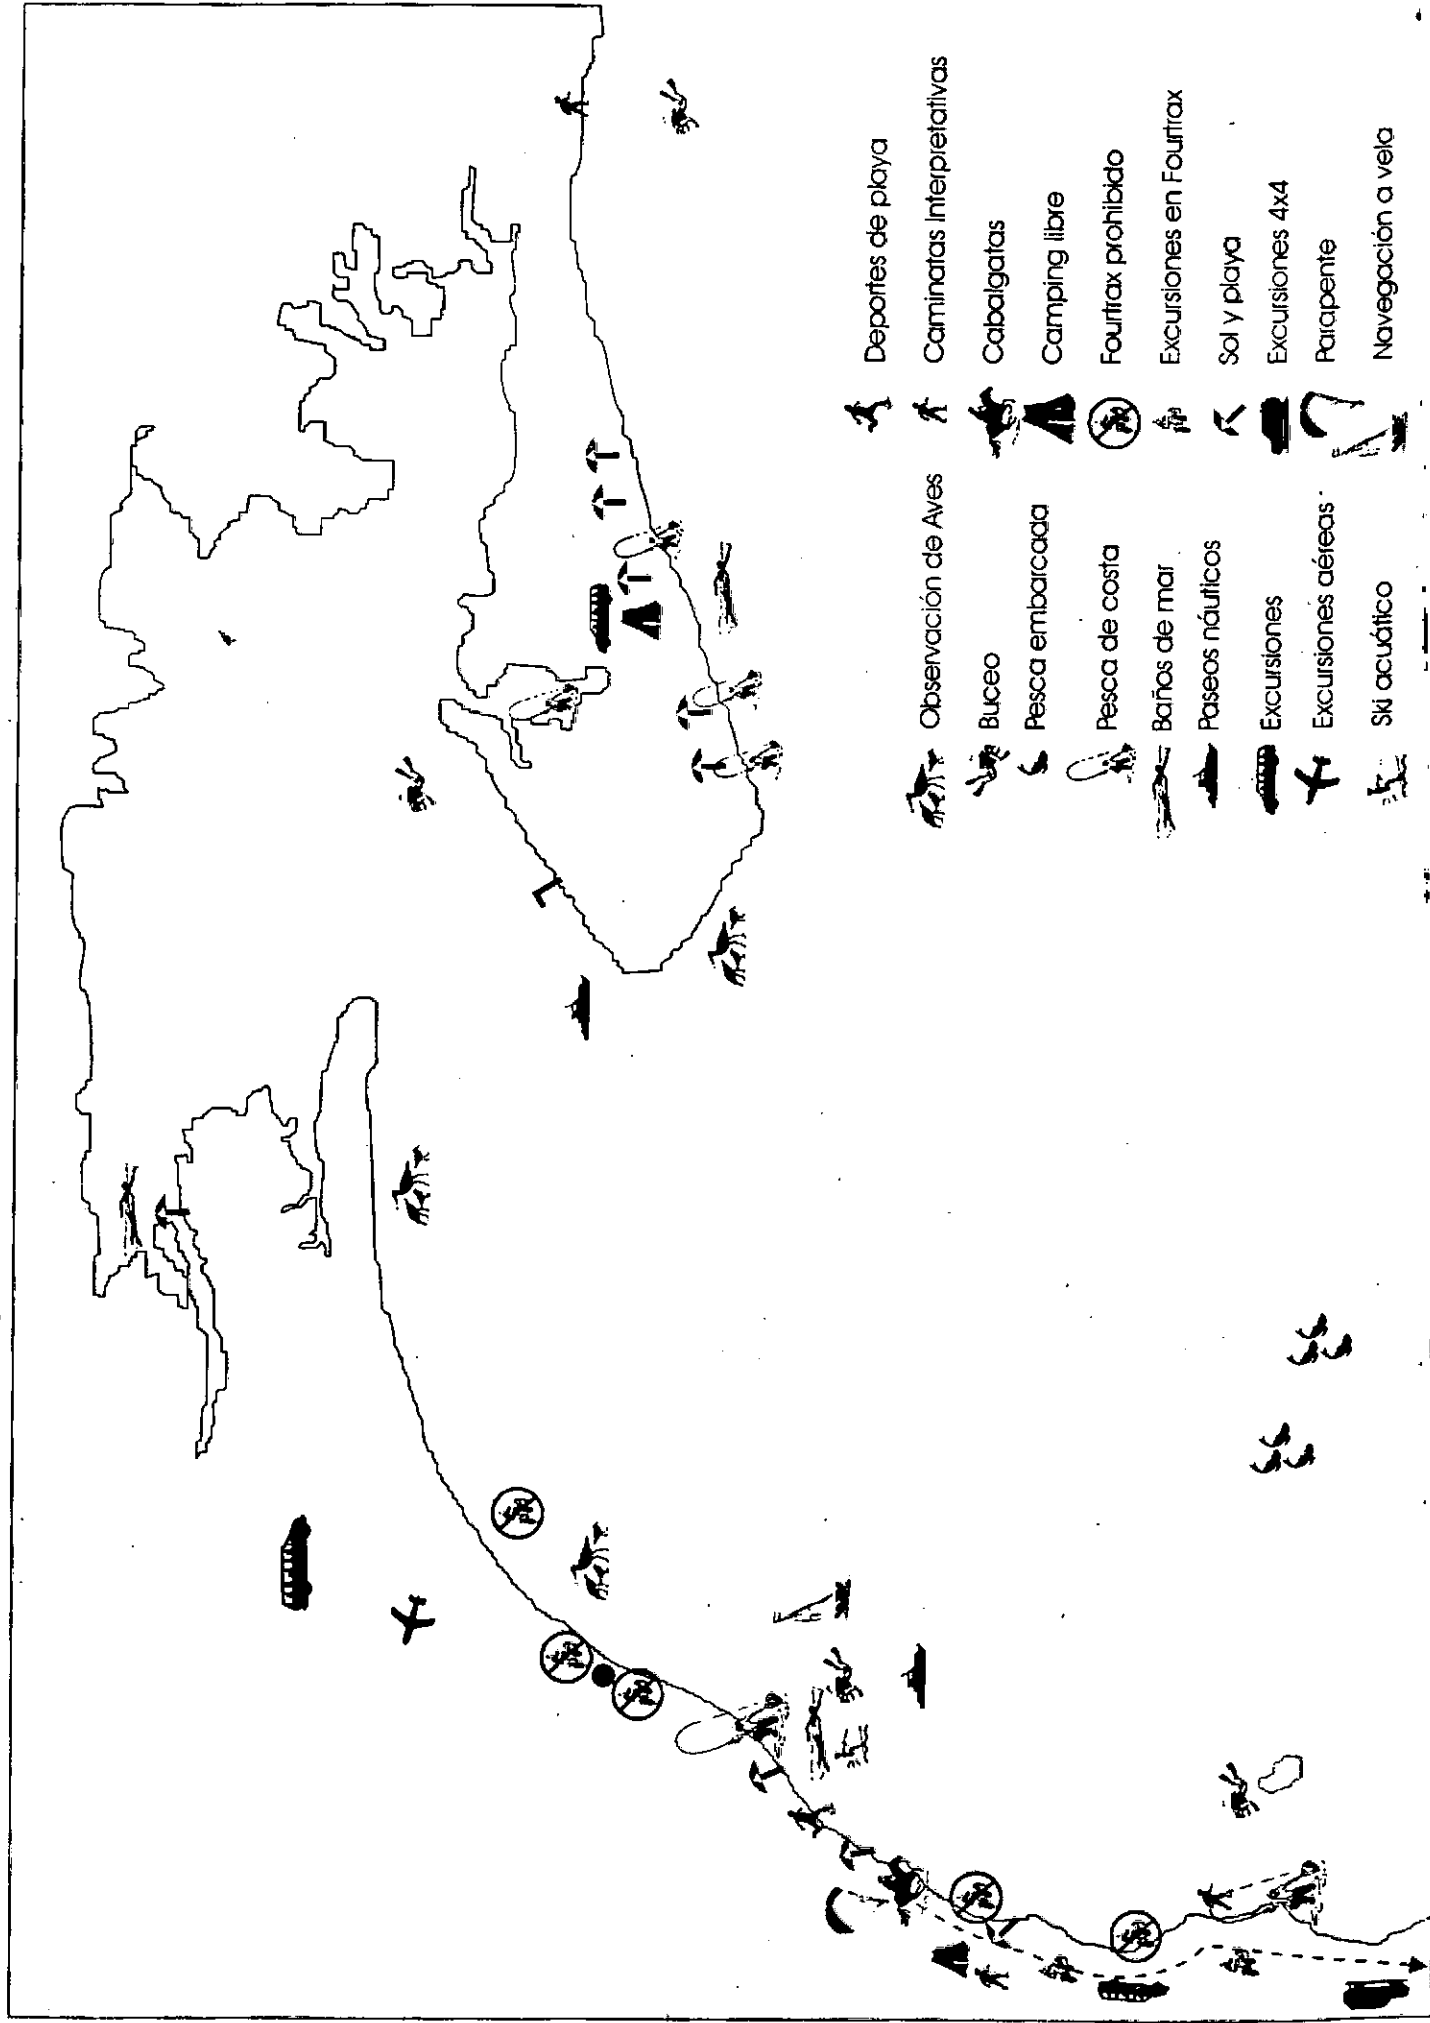 Observación de Aves
Buceo
Pesca embarcada
Pesca de costa
Baños de mar
Paseos náuticos
Excursiones
Excursiones aéreas
Ski acuático
Deportes de playa
Caminatas Interpretativas
Cabalgatas
Camping libre
Fourtrax prohibido
Excursiones en Fourtrax
Sol y playa
Excursiones 4x4
Parapente
Navegación a vela